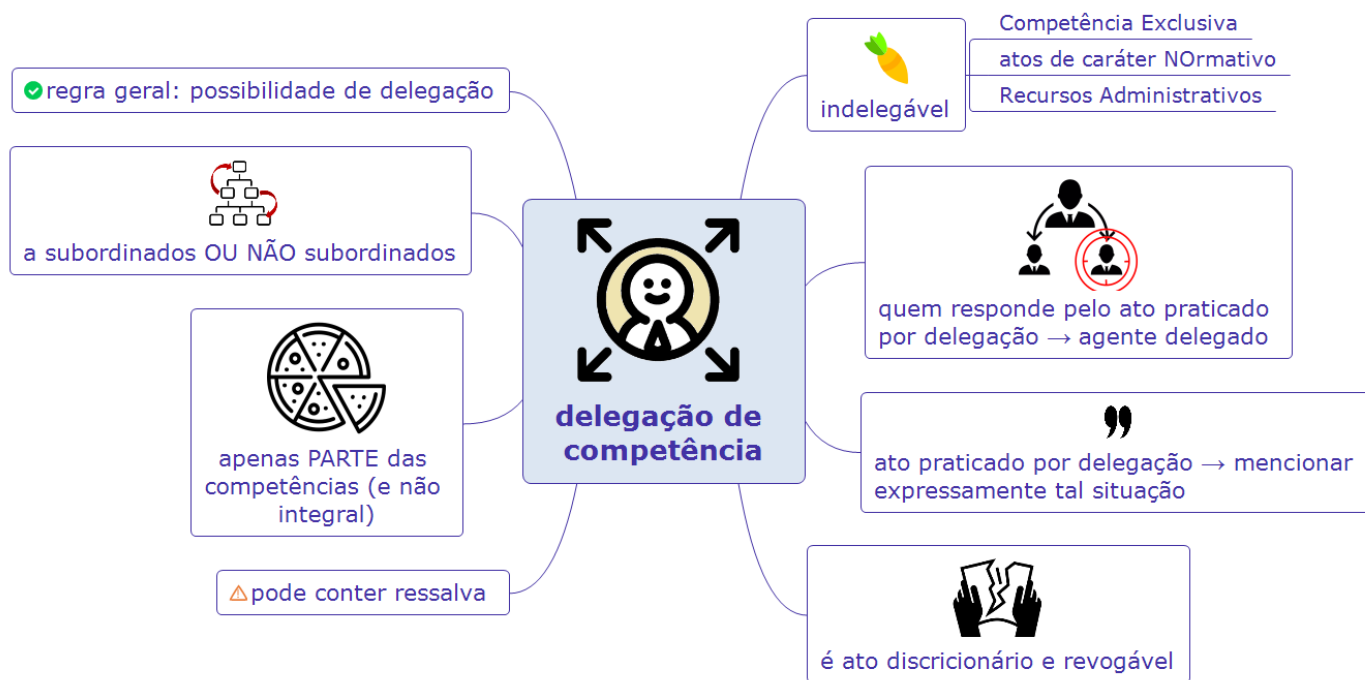 delegação de
competência
regra geral: possibilidade de delegação
a subordinados OU NÃO subordinados
apenas PARTE das
competências (e não
integral)
pode conter ressalva
indelegável
Competência Exclusiva
atos de caráter NOrmativo
Recursos Administrativos
quem responde pelo ato praticado
por delegação → agente delegado
ato praticado por delegação → mencionar
expressamente tal situação
é ato discricionário e revogável